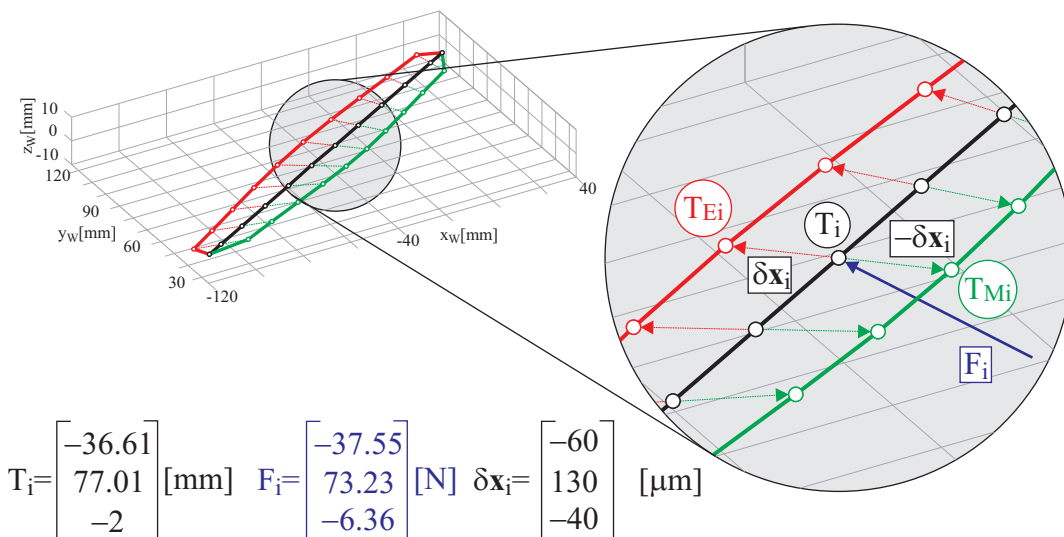 z_W[mm]
10
0
-10
120
90
60
30
y_W[mm]
-120
-40
40
x_W[mm]
T_Ei
T_i
−δx_i
δx_i
T_Mi
F_i
T_i= [−36.61 77.01 −2] [mm] F_i= [−37.55 73.23 −6.36] [N] δx_i= [−60 130 −40] [μm]